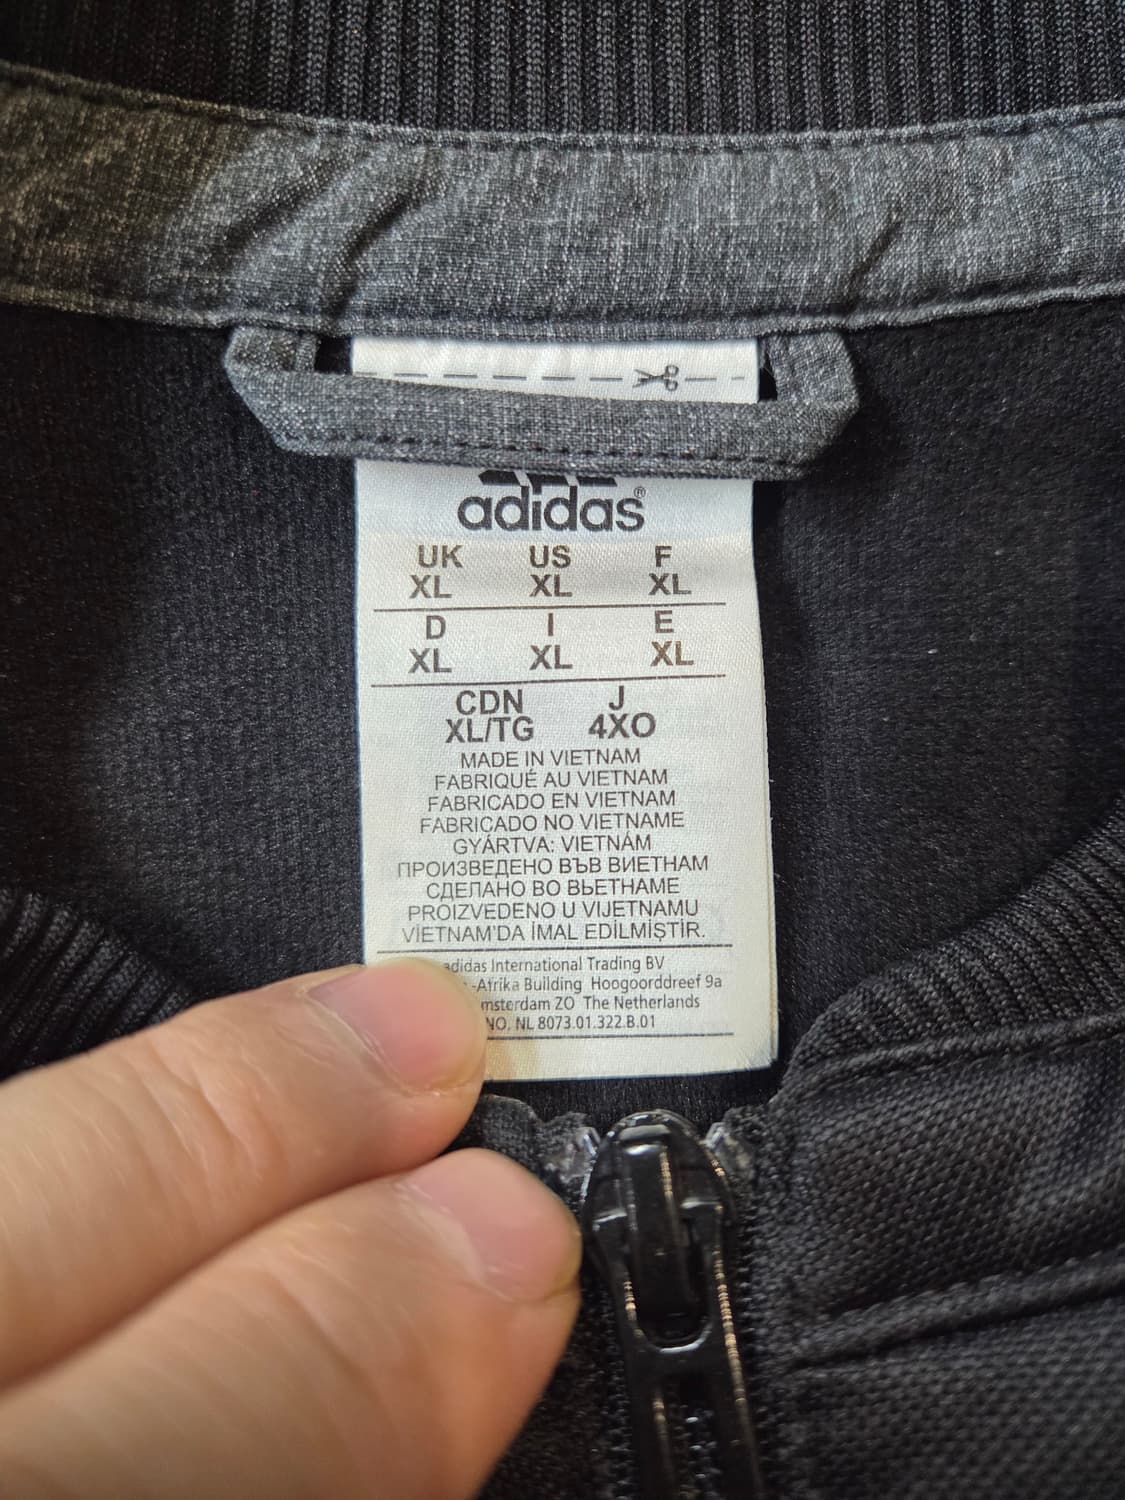 adidas®
UK US F
XL XL XL
D I E
XL XL XL
CDN J
XL/TG 4XO
MADE IN VIETNAM
FABRIQUÉ AU VIETNAM
FABRICADO EN VIETNAM
FABRICADO NO VIETNAME
GYÁRTVA: VIETNÁM
ПРОИЗВЕДЕНО ВЪВ ВИЕТНАМ
СДЕЛАНО ВО ВЬЕТНАМЕ
PROIZVEDENO U VIJETNAMU
VİETNAM'DA İMAL EDİLMİŞTİR.
adidas International Trading BV
-Afrika Building Hoogoorddreef 9a
msterdam ZO The Netherlands
NO. NL 8073.01.322.B.01